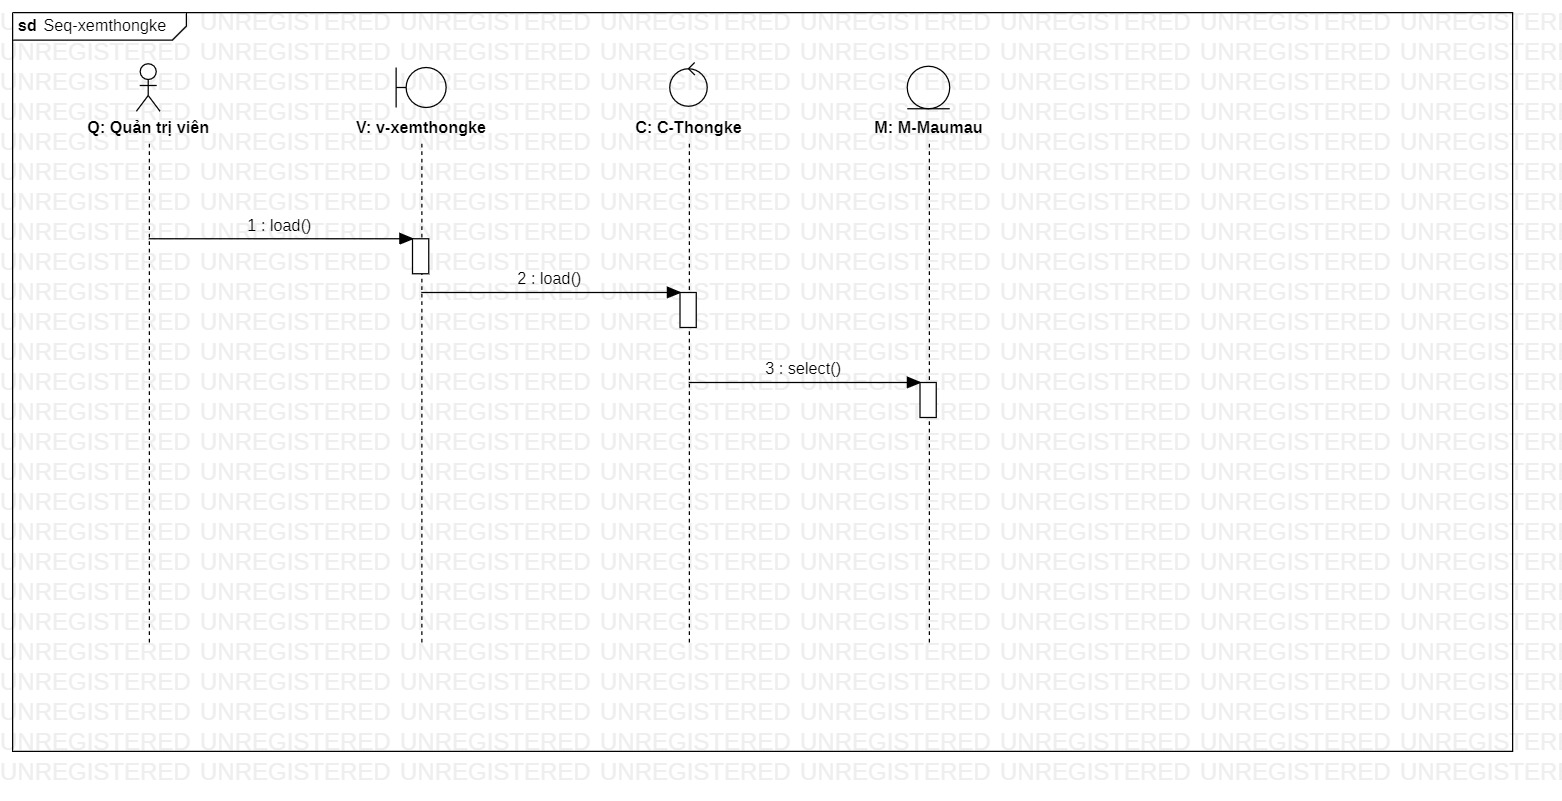 sd Seq-xemthongke
Q: Quản trị viên
V: v-xemthongke
C: C-Thongke
M: M-Maumau
1 : load()
2 : load()
3 : select()
UNREGISTERED